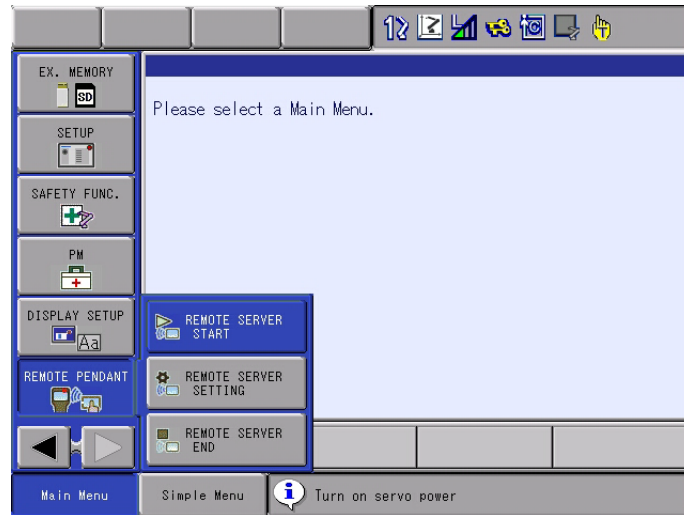 EX. MEMORY
SD
Please select a Main Menu.
SETUP
SAFETY FUNC.
PM
DISPLAY SETUP
Aa
REMOTE SERVER
START
REMOTE PENDANT
REMOTE SERVER
SETTING
REMOTE SERVER
END
Main Menu
Simple Menu
Turn on servo power